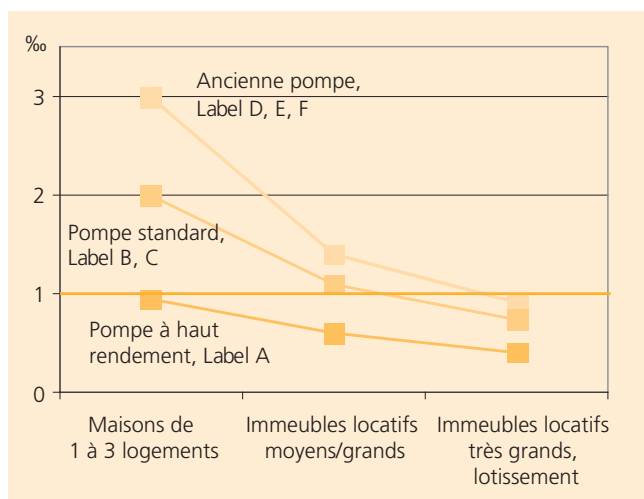 ‰
3
2
1
0
Ancienne pompe,
Label D, E, F
Pompe standard,
Label B, C
Pompe à haut
rendement, Label A
Maisons de
1 à 3 logements
Immeubles locatifs
moyens/grands
Immeubles locatifs
très grands,
lotissement